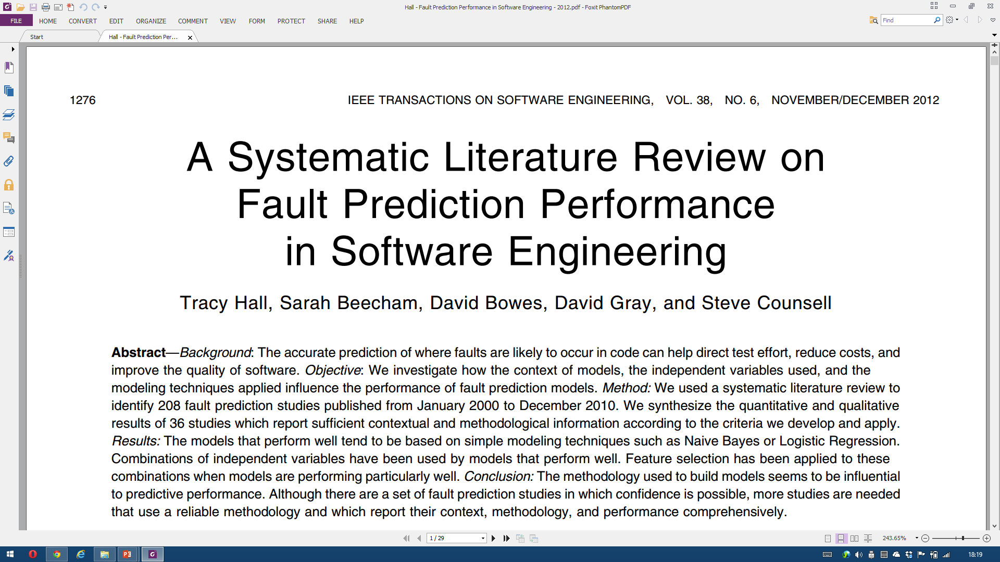 Hall - Fault Prediction Performance in Software Engineering - 2012.pdf - Foxit PhantomPDF
FILE HOME CONVERT EDIT ORGANIZE COMMENT VIEW FORM PROTECT SHARE HELP Find
Start Hall - Fault Prediction Per...
1276 IEEE TRANSACTIONS ON SOFTWARE ENGINEERING, VOL. 38, NO. 6, NOVEMBER/DECEMBER 2012
A Systematic Literature Review on
Fault Prediction Performance
in Software Engineering
Tracy Hall, Sarah Beecham, David Bowes, David Gray, and Steve Counsell
Abstract—Background: The accurate prediction of where faults are likely to occur in code can help direct test effort, reduce costs, and
improve the quality of software. Objective: We investigate how the context of models, the independent variables used, and the
modeling techniques applied influence the performance of fault prediction models. Method: We used a systematic literature review to
identify 208 fault prediction studies published from January 2000 to December 2010. We synthesize the quantitative and qualitative
results of 36 studies which report sufficient contextual and methodological information according to the criteria we develop and apply.
Results: The models that perform well tend to be based on simple modeling techniques such as Naive Bayes or Logistic Regression.
Combinations of independent variables have been used by models that perform well. Feature selection has been applied to these
combinations when models are performing particularly well. Conclusion: The methodology used to build models seems to be influential
to predictive performance. Although there are a set of fault prediction studies in which confidence is possible, more studies are needed
that use a reliable methodology and which report their context, methodology, and performance comprehensively.
1 / 29 243.65%
18:19